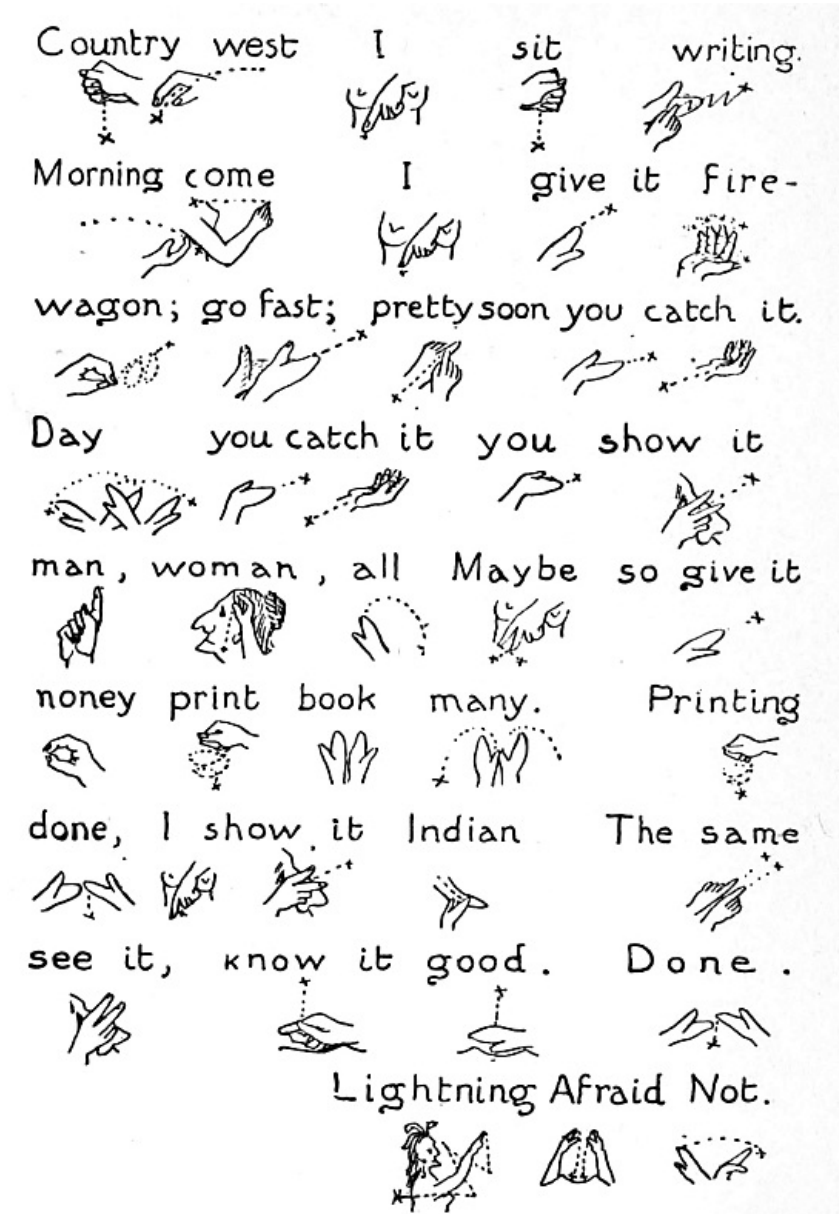 Country west I sit writing.
Morning come I give it fire-
wagon; go fast; pretty soon you catch it.
Day you catch it you show it
man, woman, all Maybe so give it
noney print book many. Printing
done, I show it Indian The same
see it, know it good. Done.
Lightning Afraid Not.